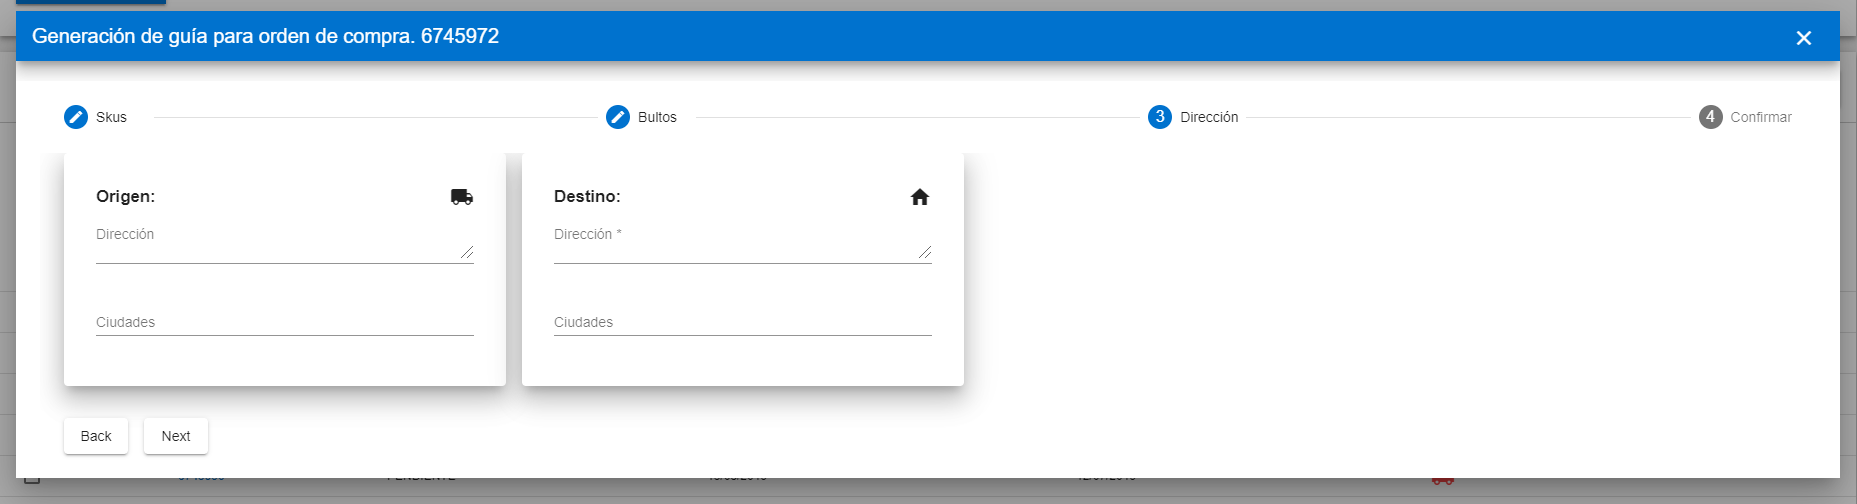 Generación de guía para orden de compra. 6745972
Skus
Bultos
3 Dirección
4 Confirmar
Origen:
Destino:
Dirección
Dirección *
Ciudades
Ciudades
Back
Next